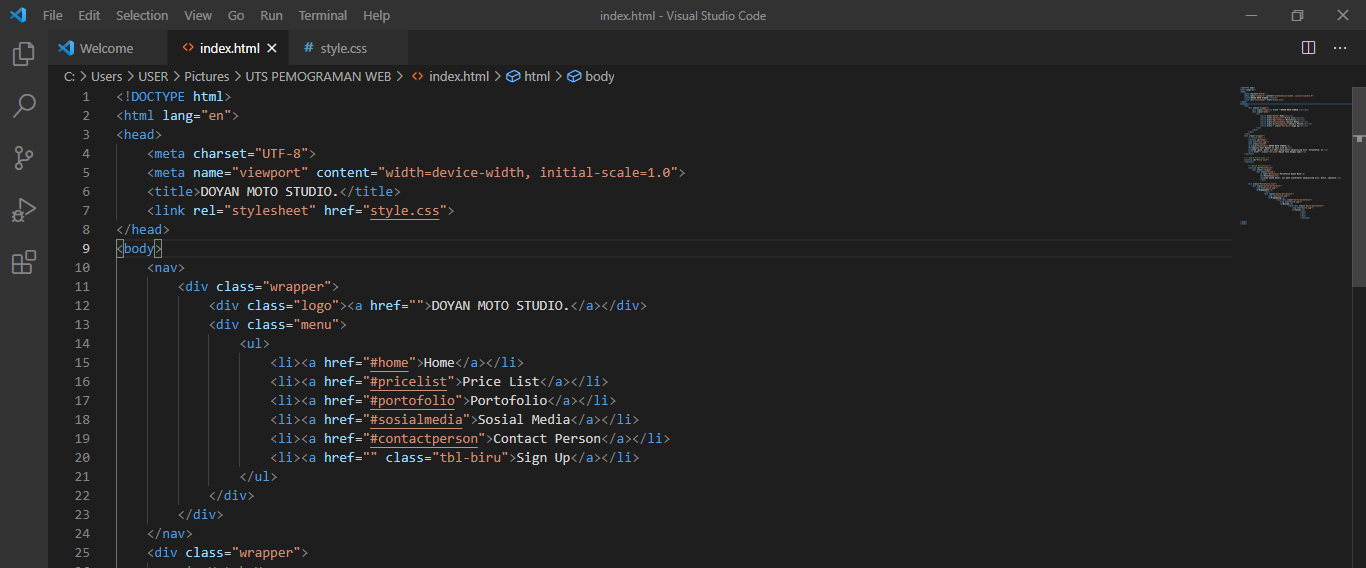 File Edit Selection View Go Run Terminal Help index.html - Visual Studio Code
Welcome index.html style.css
C: > Users > USER > Pictures > UTS PEMOGRAMAN WEB > index.html > html > body
1 <!DOCTYPE html>
2 <html lang="en">
3 <head>
4 <meta charset="UTF-8">
5 <meta name="viewport" content="width=device-width, initial-scale=1.0">
6 <title>DOYAN MOTO STUDIO.</title>
7 <link rel="stylesheet" href="style.css">
8 </head>
9 <body>
10 <nav>
11 <div class="wrapper">
12 <div class="logo"><a href="">DOYAN MOTO STUDIO.</a></div>
13 <div class="menu">
14 <ul>
15 <li><a href="#home">Home</a></li>
16 <li><a href="#pricelist">Price List</a></li>
17 <li><a href="#portofolio">Portofolio</a></li>
18 <li><a href="#sosialmedia">Sosial Media</a></li>
19 <li><a href="#contactperson">Contact Person</a></li>
20 <li><a href="" class="tbl-biru">Sign Up</a></li>
21 </ul>
22 </div>
23 </div>
24 </nav>
25 <div class="wrapper">